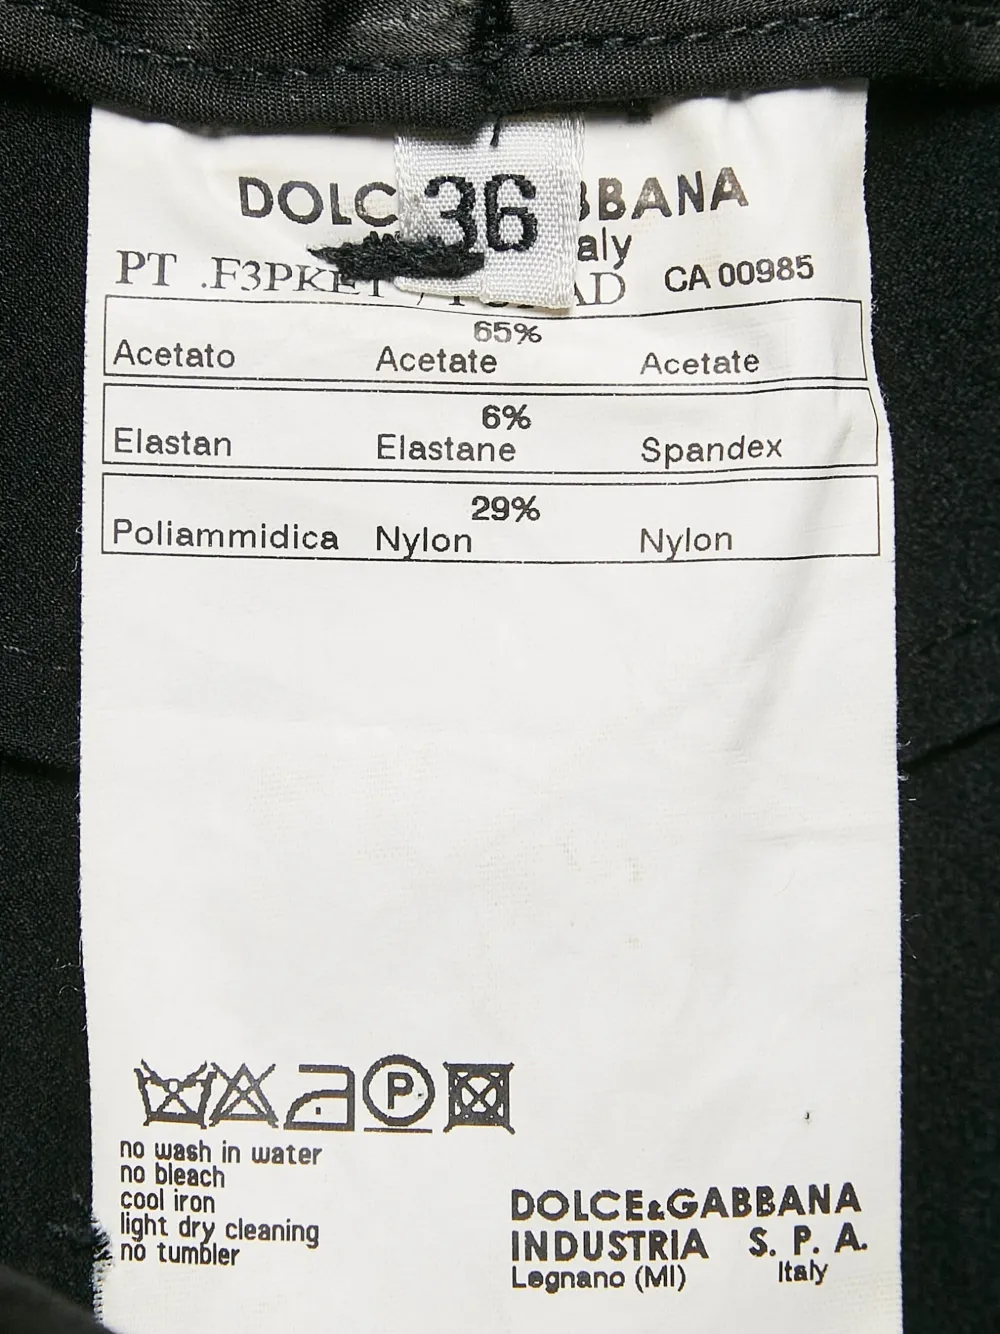 36
DOLC BBANA
aly
PT .F3PKET
AD
CA 00985
65%
Acetato Acetate Acetate
6%
Elastan Elastane Spandex
29%
Poliammidica Nylon Nylon
P
no wash in water
no bleach
cool iron
light dry cleaning
no tumbler
DOLCE&GABBANA
INDUSTRIA S. P. A.
Legnano (MI) Italy